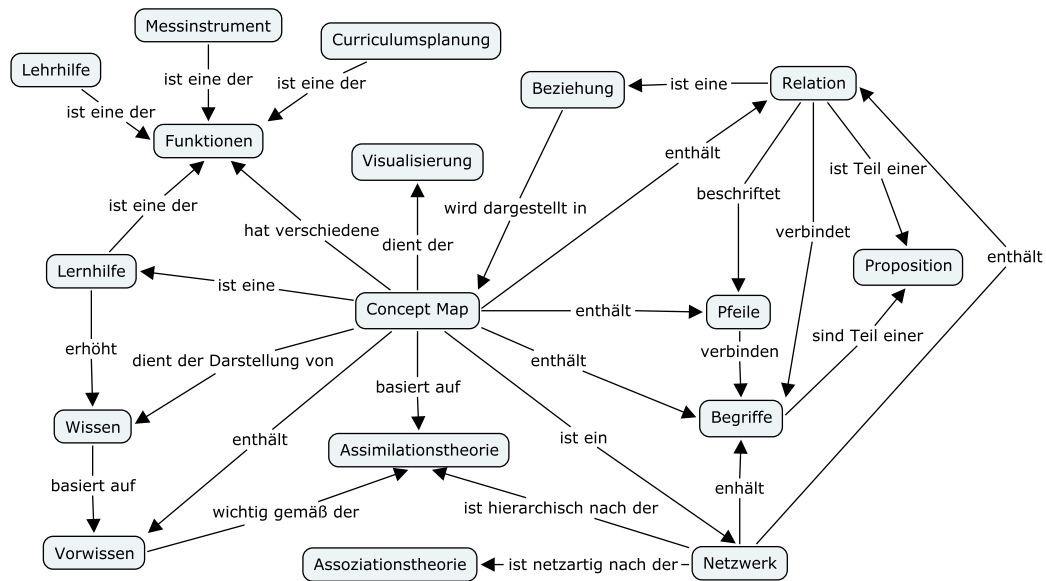 Messinstrument
Curriculumsplanung
Lehrhilfe
ist eine der
ist eine der
ist eine
Relation
Beziehung
ist eine der
Funktionen
enthält
Visualisierung
ist Teil einer
beschriftet
ist eine der
wird dargestellt in
hat verschiedene
dient der
verbindet
enthält
Proposition
Lernhilfe
ist eine
Concept Map
enthält
Pfeile
sind Teil einer
erhöht
verbinden
dient der Darstellung von
enthält
basiert auf
Begriffe
Wissen
enthält
ist ein
Assimilationstheorie
basiert auf
enhält
wichtig gemäß der
ist hierarchisch nach der
Vorwissen
Assoziationstheorie
ist netzartig nach der
Netzwerk